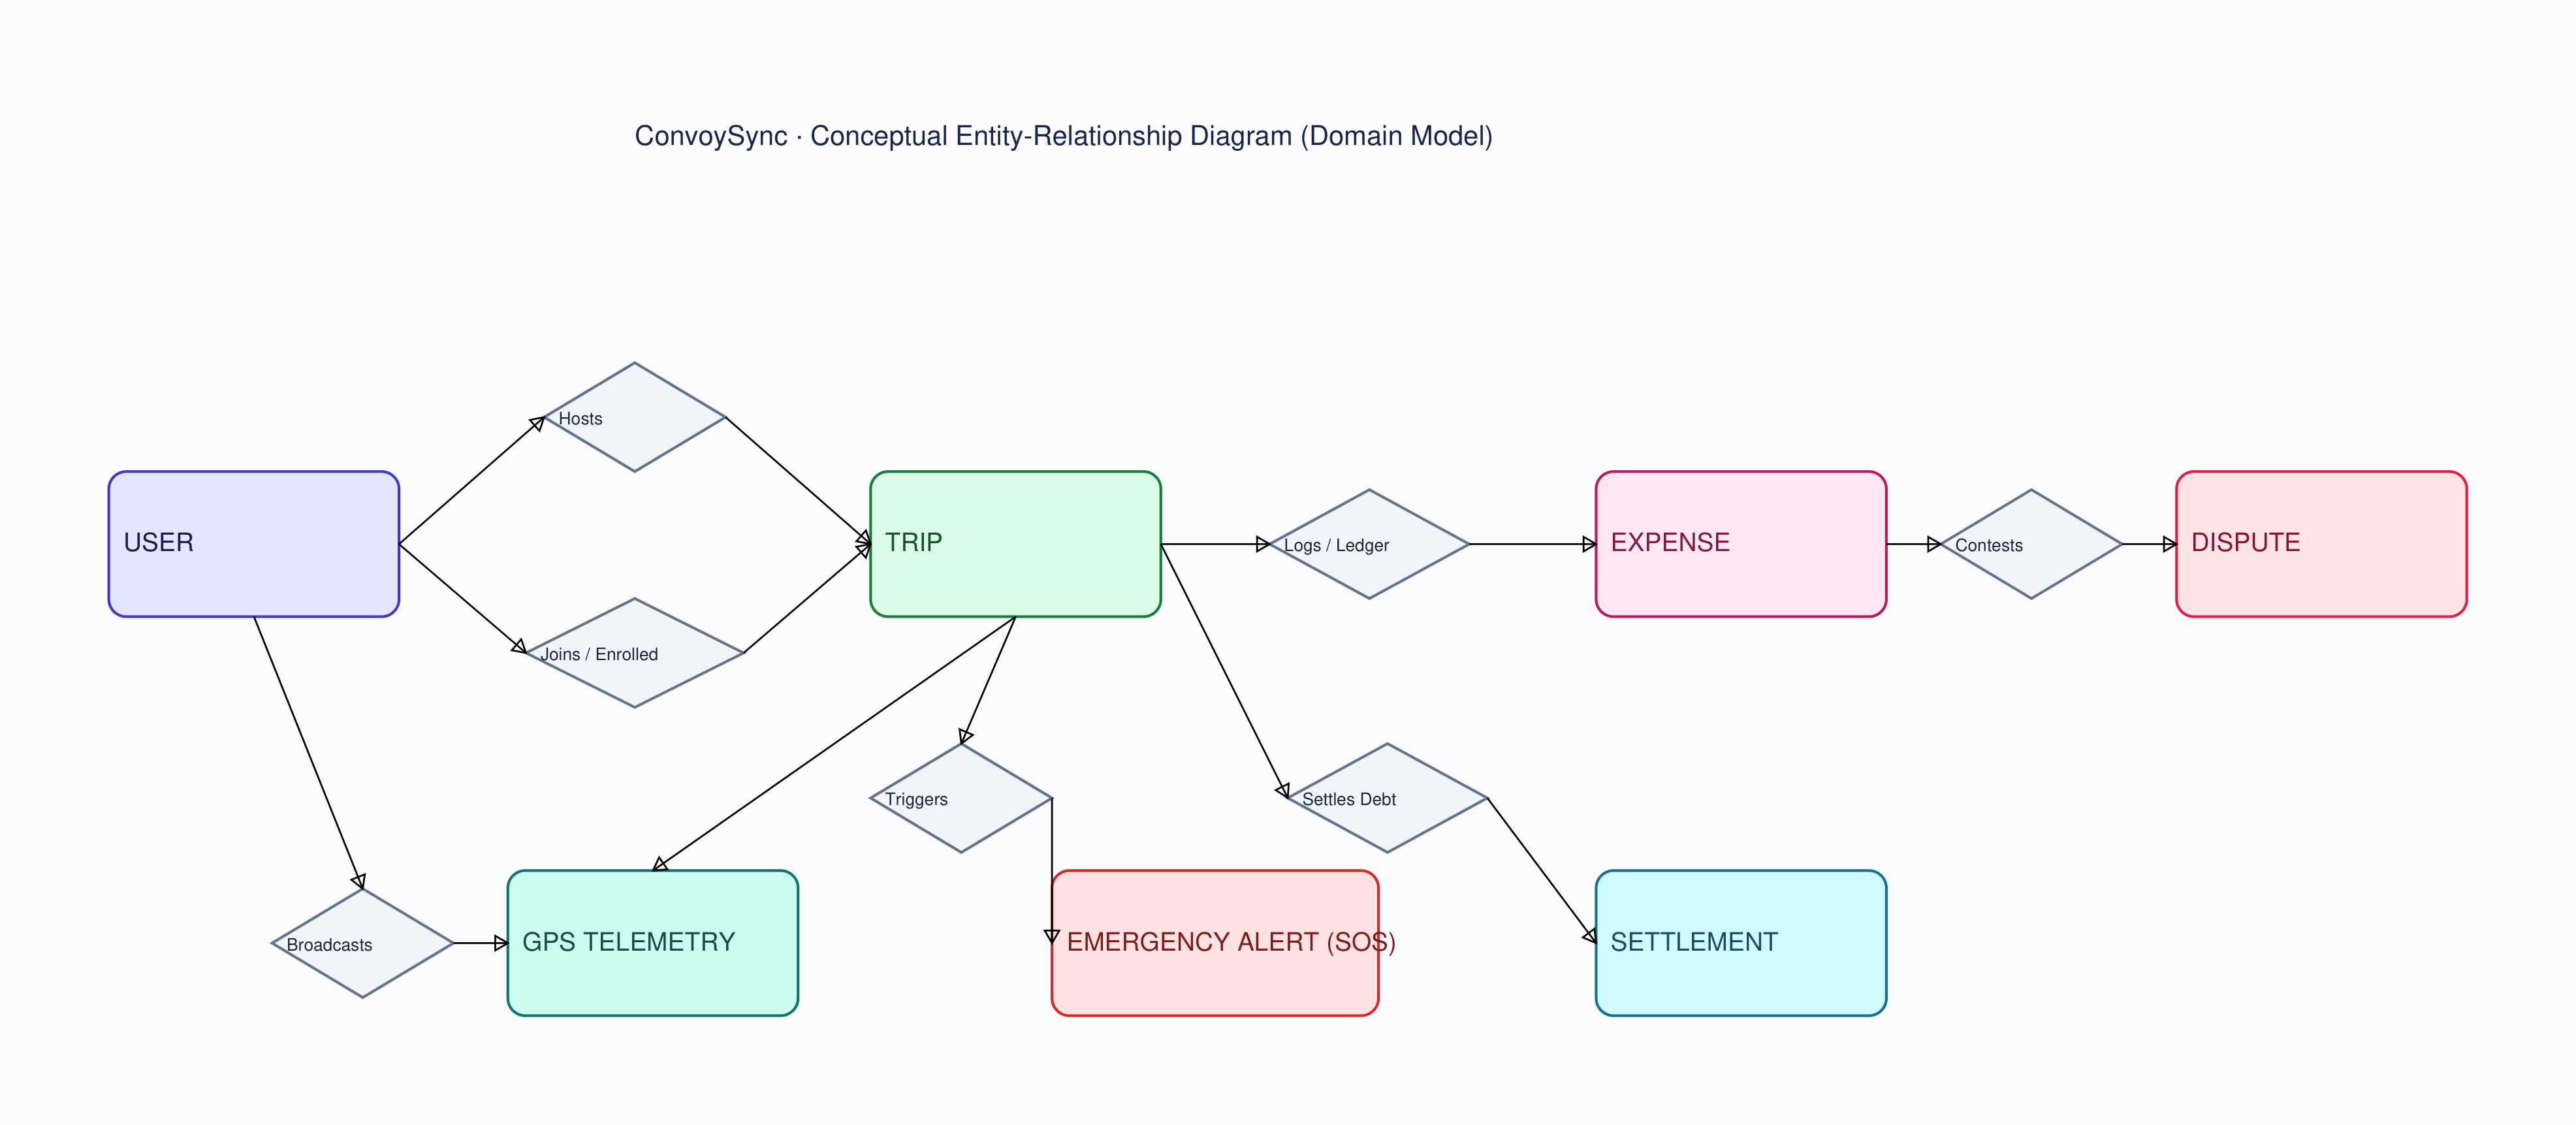 ConvoySync · Conceptual Entity-Relationship Diagram (Domain Model)
Hosts
USER
TRIP
Logs / Ledger
EXPENSE
Contests
DISPUTE
Joins / Enrolled
Triggers
Settles Debt
Broadcasts
GPS TELEMETRY
EMERGENCY ALERT (SOS)
SETTLEMENT